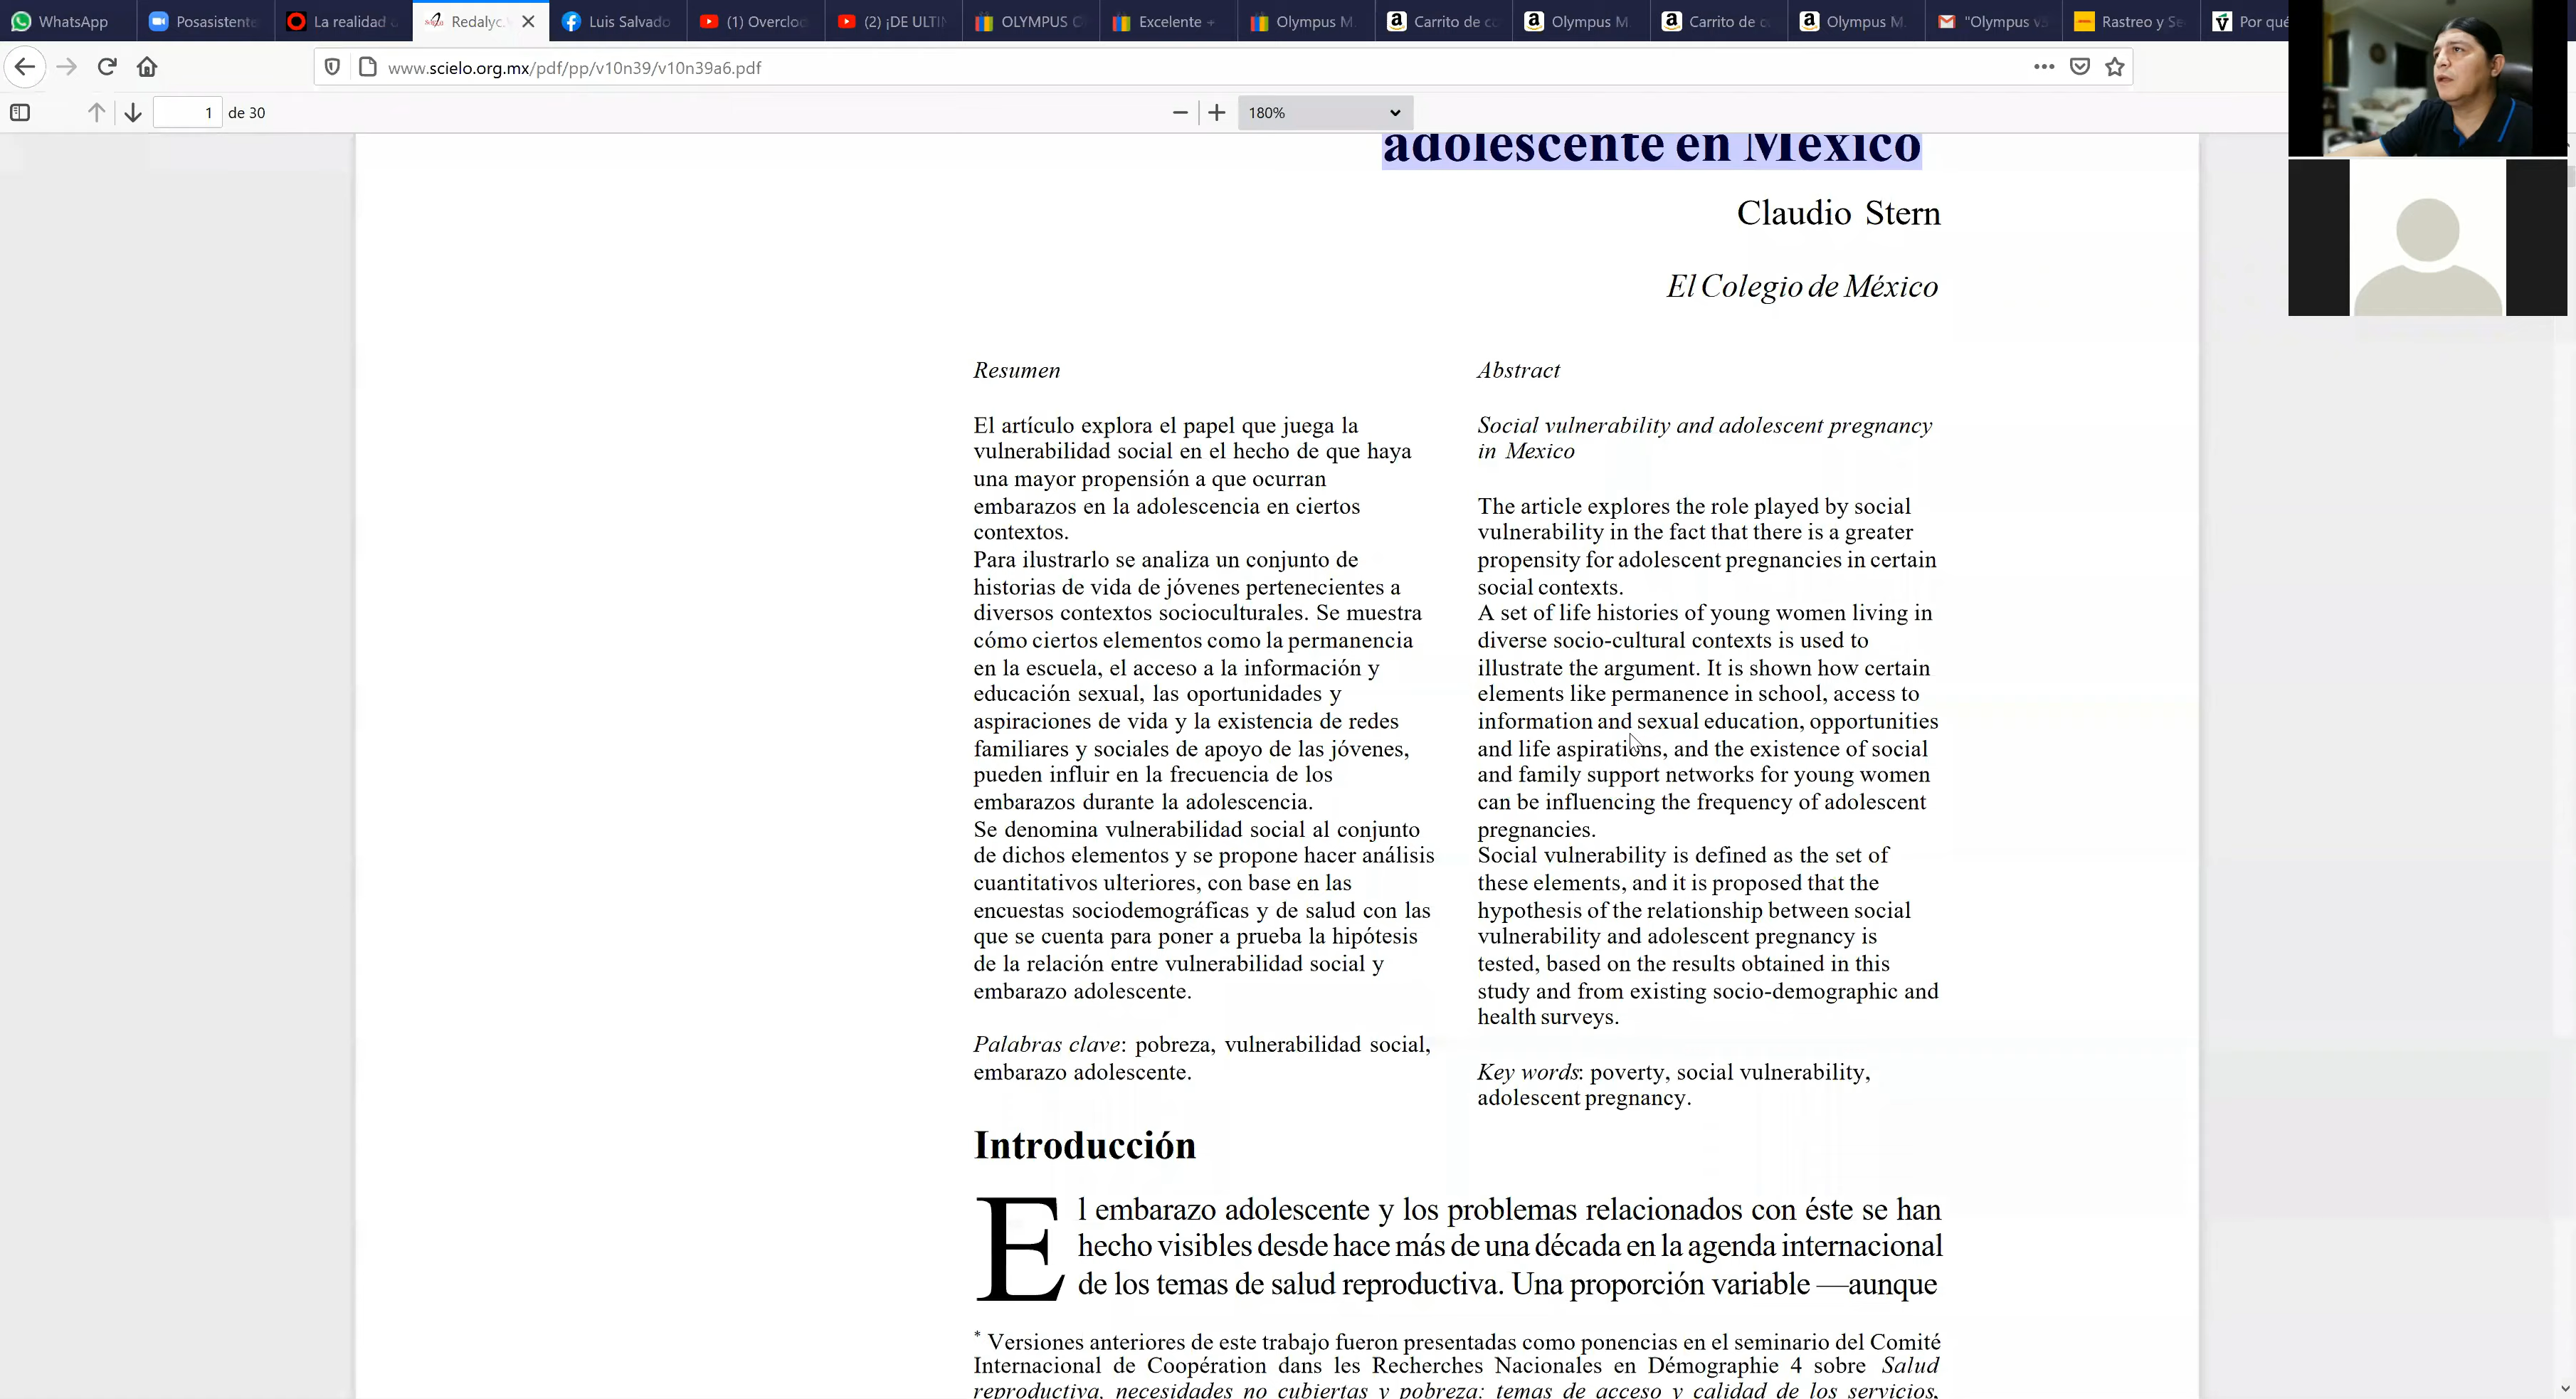 WhatsApp
Posasistente
La realidad
Redalyc.
Luis Salvado
(1) Overcloc
(2) ¡DE ULTI
OLYMPUS
Excelente +
Olympus M
Carrito de
Olympus M
Carrito de
Olympus M
"Olympus
Rastreo y Se
Por qué
www.scielo.org.mx/pdf/pp/v10n39/v10n39a6.pdf
1 de 30
180%
adolescente en México
Claudio Stern
El Colegio de México
Resumen
El artículo explora el papel que juega la
vulnerabilidad social en el hecho de que haya
una mayor propensión a que ocurran
embarazos en la adolescencia en ciertos
contextos.
Para ilustrarlo se analiza un conjunto de
historias de vida de jóvenes pertenecientes a
diversos contextos socioculturales. Se muestra
cómo ciertos elementos como la permanencia
en la escuela, el acceso a la información y
educación sexual, las oportunidades y
aspiraciones de vida y la existencia de redes
familiares y sociales de apoyo de las jóvenes,
pueden influir en la frecuencia de los
embarazos durante la adolescencia.
Se denomina vulnerabilidad social al conjunto
de dichos elementos y se propone hacer análisis
cuantitativos ulteriores, con base en las
encuestas sociodemográficas y de salud con las
que se cuenta para poner a prueba la hipótesis
de la relación entre vulnerabilidad social y
embarazo adolescente.
Palabras clave: pobreza, vulnerabilidad social,
embarazo adolescente.
Abstract
Social vulnerability and adolescent pregnancy
in Mexico
The article explores the role played by social
vulnerability in the fact that there is a greater
propensity for adolescent pregnancies in certain
social contexts.
A set of life histories of young women living in
diverse socio-cultural contexts is used to
illustrate the argument. It is shown how certain
elements like permanence in school, access to
information and sexual education, opportunities
and life aspirations, and the existence of social
and family support networks for young women
can be influencing the frequency of adolescent
pregnancies.
Social vulnerability is defined as the set of
these elements, and it is proposed that the
hypothesis of the relationship between social
vulnerability and adolescent pregnancy is
tested, based on the results obtained in this
study and from existing socio-demographic and
health surveys.
Key words: poverty, social vulnerability,
adolescent pregnancy.
Introducción
El embarazo adolescente y los problemas relacionados con éste se han
hecho visibles desde hace más de una década en la agenda internacional
de los temas de salud reproductiva. Una proporción variable —aunque
* Versiones anteriores de este trabajo fueron presentadas como ponencias en el seminario del Comité
Internacional de Coopération dans les Recherches Nacionales en Démographie 4 sobre Salud
reproductiva, necesidades no cubiertas y pobreza: temas de acceso y calidad de los servicios,